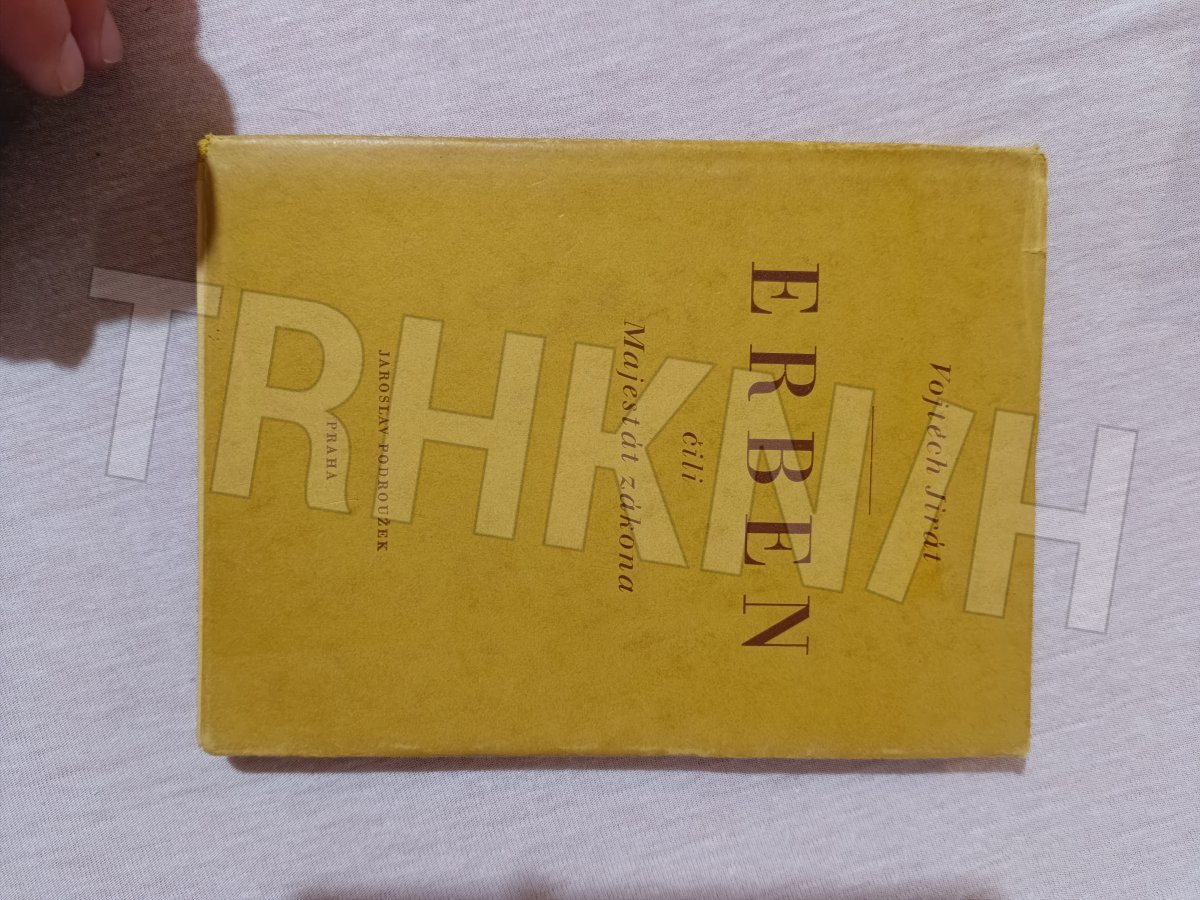 Vojtěch Jirát
ERBEN
čili
Majestát zákona
JAROSLAV PODROUŽEK
PRAHA
TRHKNIH